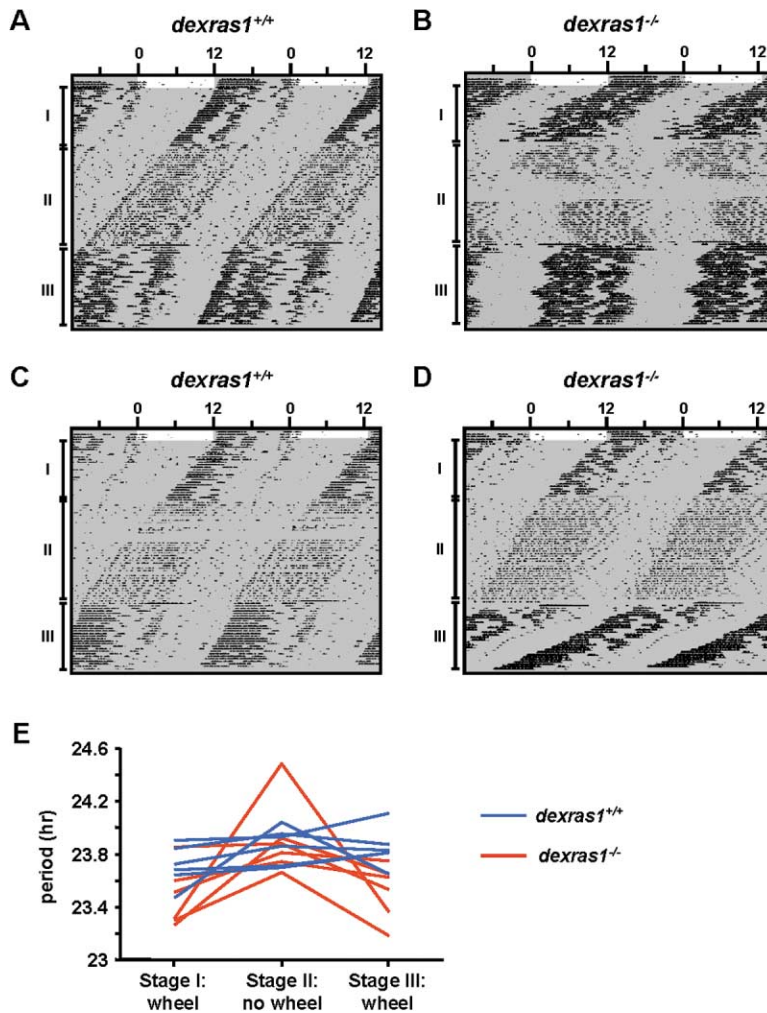 A dexras1+/+
0 12 0 12
I
II
III
B dexras1-/-
0 12 0 12
I
II
III
C dexras1+/+
0 12 0 12
I
II
III
D dexras1-/-
0 12 0 12
I
II
III
E
period (hr)
24.6
24.2
23.8
23.4
23
Stage I:
wheel
Stage II:
no wheel
Stage III:
wheel
dexras1+/+
dexras1-/-